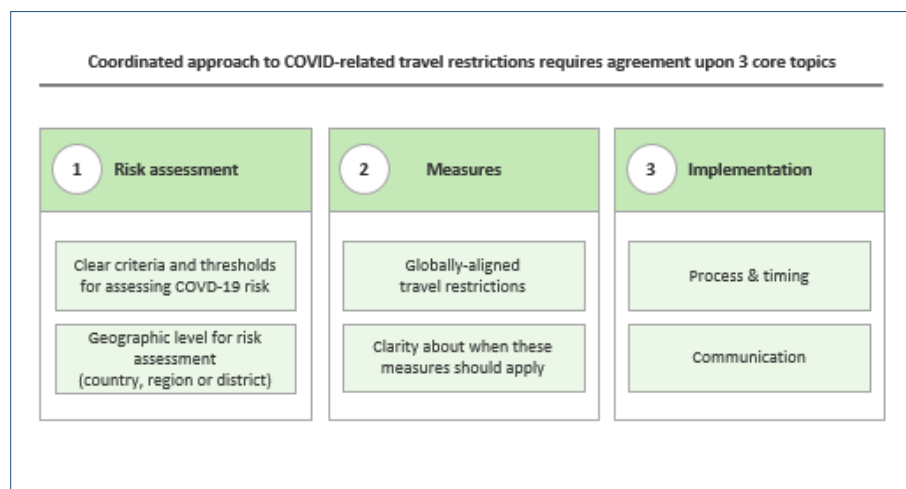 Coordinated approach to COVID-related travel restrictions requires agreement upon 3 core topics
1 Risk assessment
Clear criteria and thresholds
for assessing COVD-19 risk
Geographic level for risk
assessment
(country, region or district)
2 Measures
Globally-aligned
travel restrictions
Clarity about when these
measures should apply
3 Implementation
Process & timing
Communication